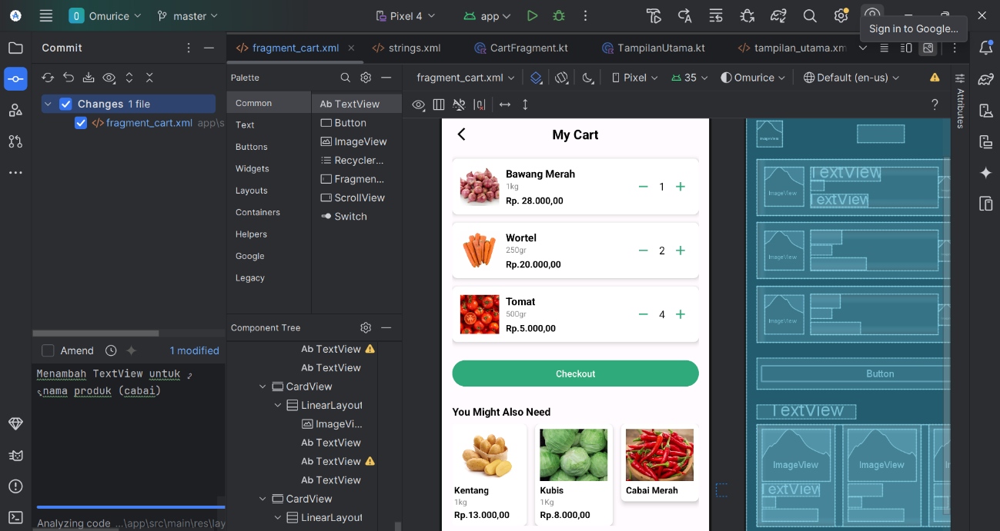 O
Omurice
master
Pixel 4
app
Sign in to Google...
Commit
fragment_cart.xml
strings.xml
CartFragment.kt
TampilanUtama.kt
tampilan_utama.xm
Palette
fragment_cart.xml
Pixel
35
Omurice
Default (en-us)
Attributes
Changes 1 file
fragment_cart.xml app\s
Common
Text
Buttons
Widgets
Layouts
Containers
Helpers
Google
Legacy
Ab TextView
Button
ImageView
Recycler...
Fragmen...
ScrollView
Switch
?
Amend
1 modified
Menambah TextView untuk
nama produk (cabai)
Analyzing code ...\app\src\main\res\lay
Component Tree
Ab TextView
Ab TextView
CardView
LinearLayout
ImageVi...
Ab TextView
Ab TextView
Ab TextView
CardView
LinearLayout
My Cart
Bawang Merah
1kg
Rp. 28.000,00
1
Wortel
250gr
Rp.20.000,00
2
Tomat
500gr
Rp.5.000,00
4
Checkout
You Might Also Need
Kentang
1kg
Rp.13.000,00
Kubis
1Kg
Rp.8.000,00
Cabai Merah
ImageView
ImageView
TextView
TextView
ImageView
ImageView
Button
TextView
ImageView
ImageView
TextView